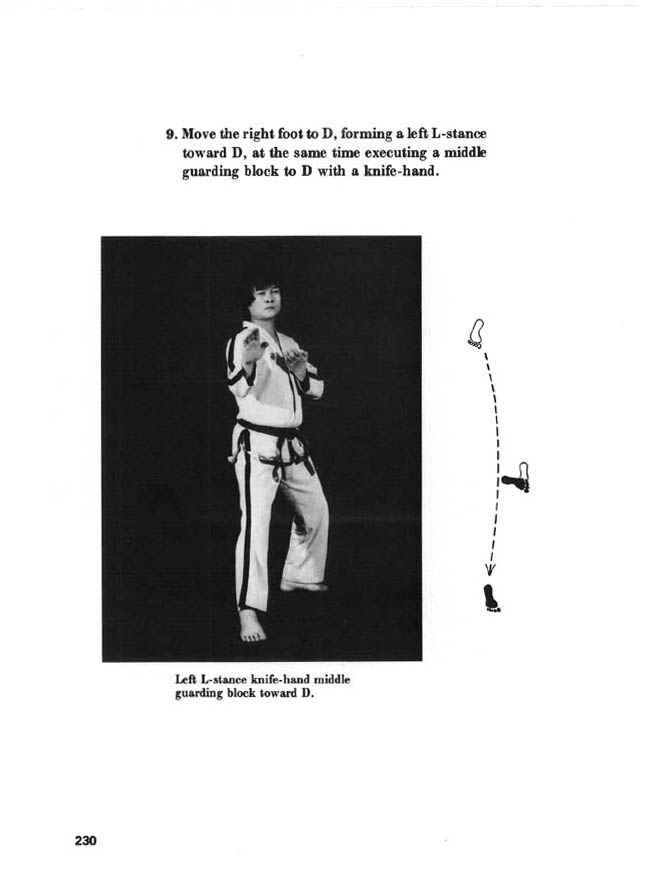 9. Move the right foot to D, forming a left L-stance
toward D, at the same time executing a middle
guarding block to D with a knife-hand.
Left L-stance knife-hand middle
guarding block toward D.
230